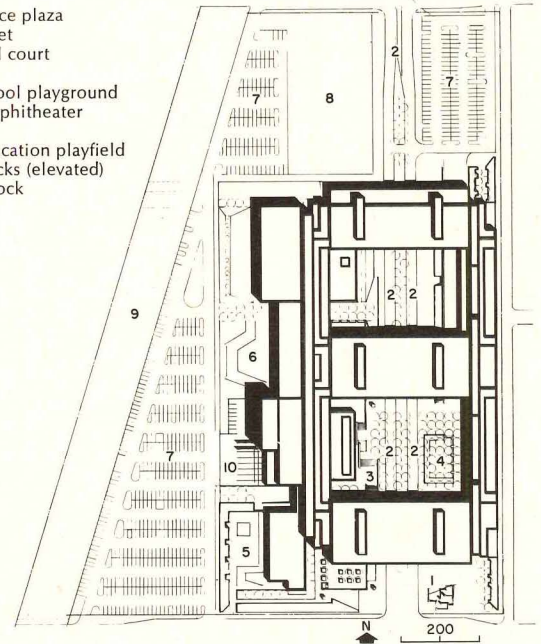 ce plaza
et
l court
ool playground
phitheater
cation playfield
cks (elevated)
ock
2
7
7
8
9
2 2
6
7
2 2
4
3
10
5
1
N
200